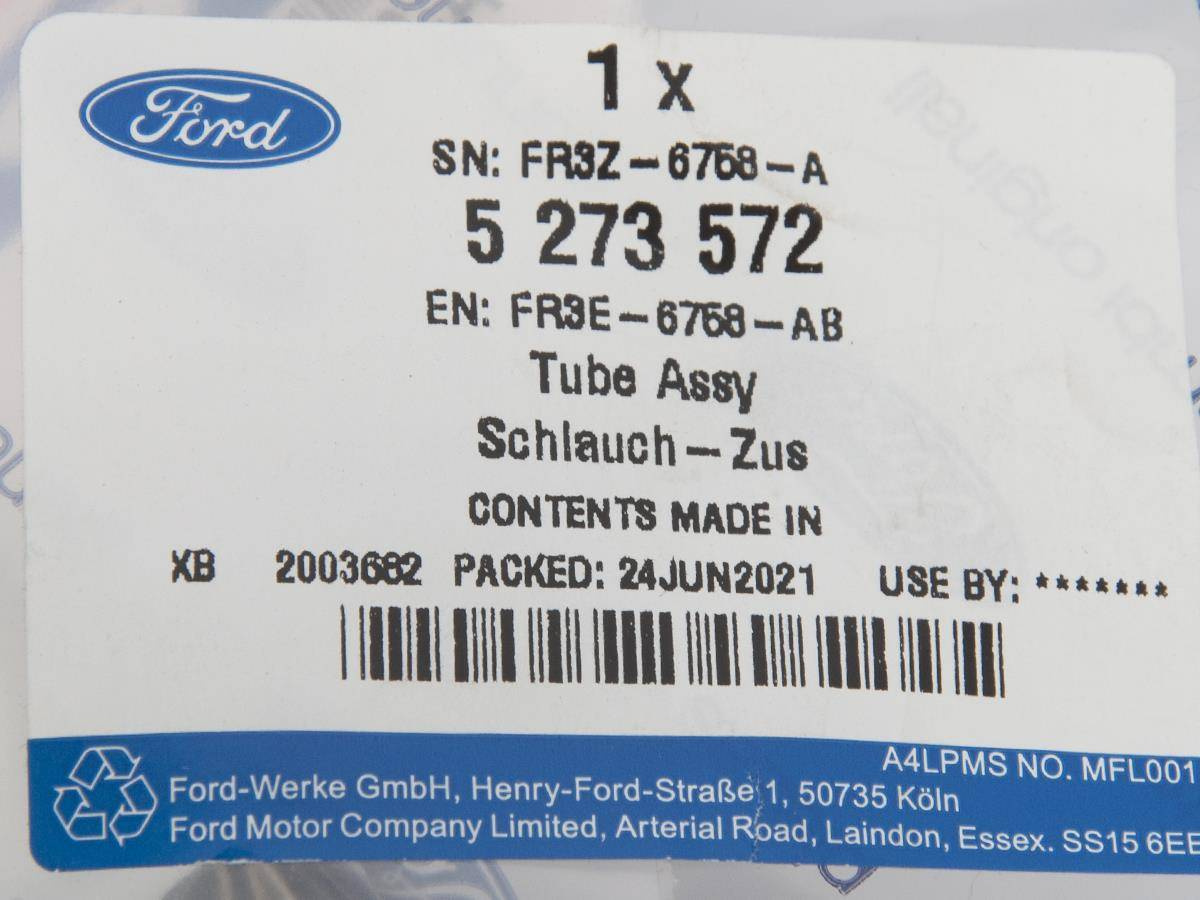 Ford
1 x
SN: FR3Z-6758-A
5 273 572
EN: FR3E-6758-AB
Tube Assy
Schlauch-Zus
CONTENTS MADE IN
XB 2003682 PACKED: 24JUN2021 USE BY: *******
A4LPMS NO. MFL001
Ford-Werke GmbH, Henry-Ford-Straße 1, 50735 Köln
Ford Motor Company Limited, Arterial Road, Laindon, Essex. SS15 6EE